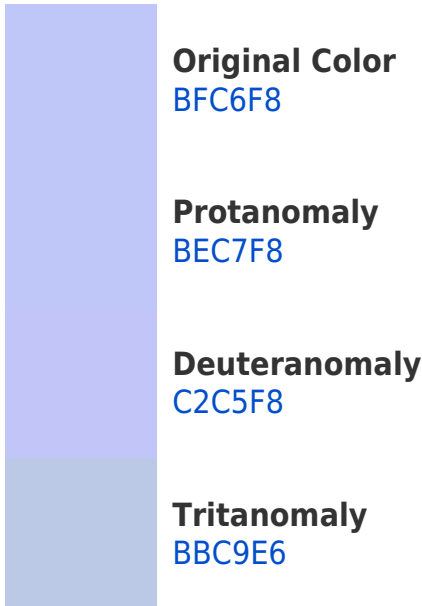 Original Color
BFC6F8
Protanomaly
BEC7F8
Deuteranomaly
C2C5F8
Tritanomaly
BBC9E6